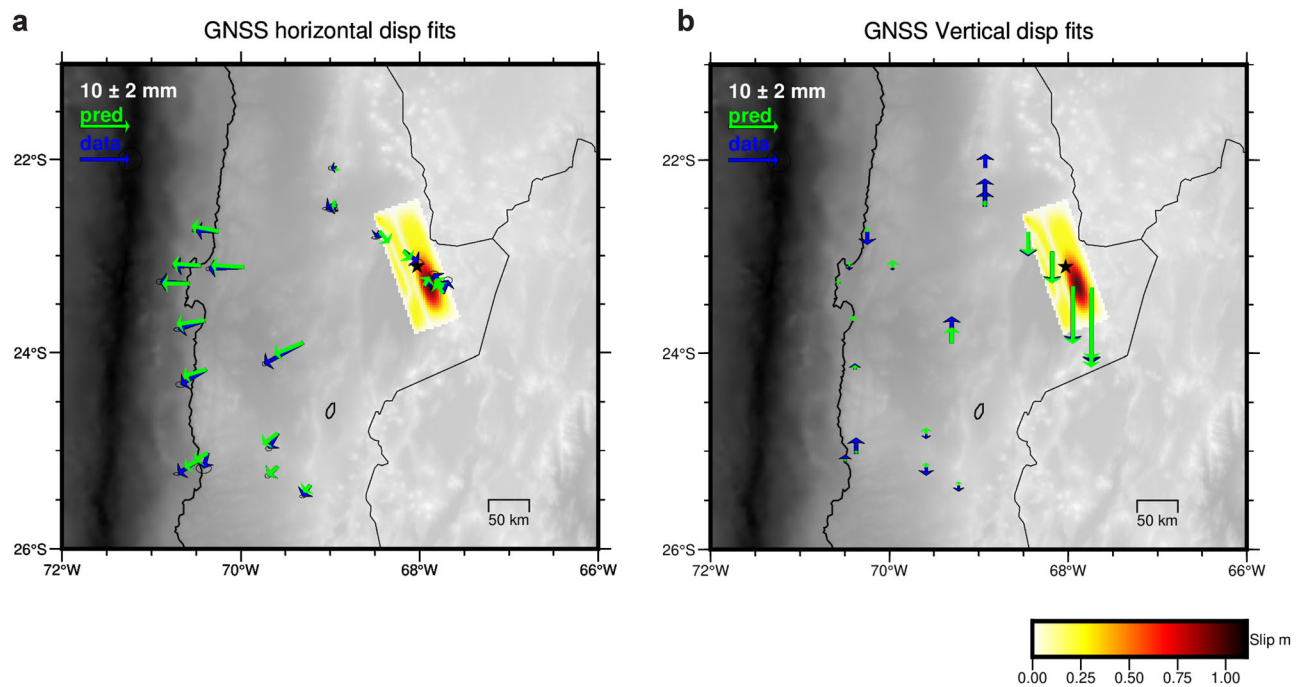 a
GNSS horizontal disp fits
10 ± 2 mm
pred
data
22°S
24°S
26°S
72°W
70°W
68°W
66°W
50 km
b
GNSS Vertical disp fits
10 ± 2 mm
pred
data
22°S
24°S
26°S
72°W
70°W
68°W
66°W
50 km
Slip m
0.00
0.25
0.50
0.75
1.00